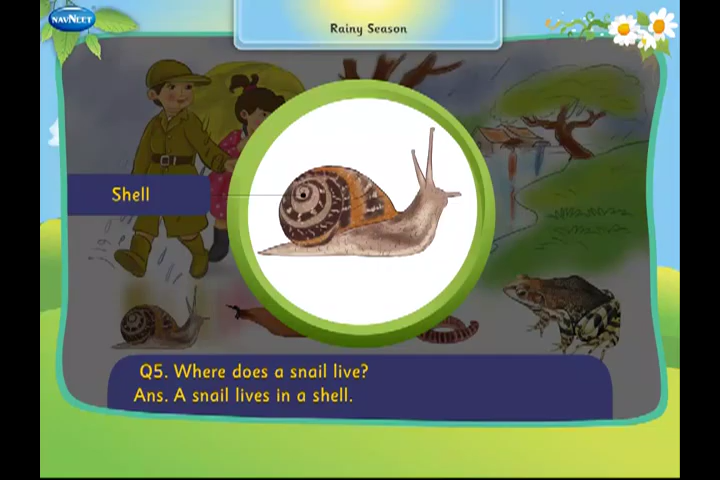 NAVNEET
Rainy Season
Shell
Q5. Where does a snail live?
Ans. A snail lives in a shell.